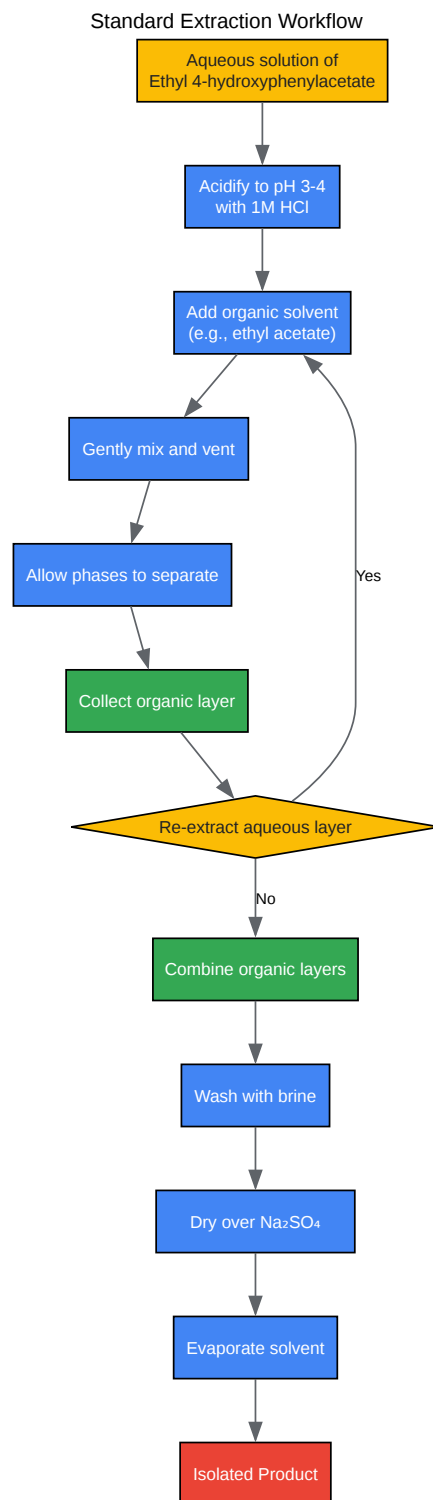 Standard Extraction Workflow
Aqueous solution of
Ethyl 4-hydroxyphenylacetate
Acidify to pH 3-4
with 1M HCl
Add organic solvent
(e.g., ethyl acetate)
Gently mix and vent
Allow phases to separate
Yes
Collect organic layer
Re-extract aqueous layer
No
Combine organic layers
Wash with brine
Dry over Na₂SO₄
Evaporate solvent
Isolated Product